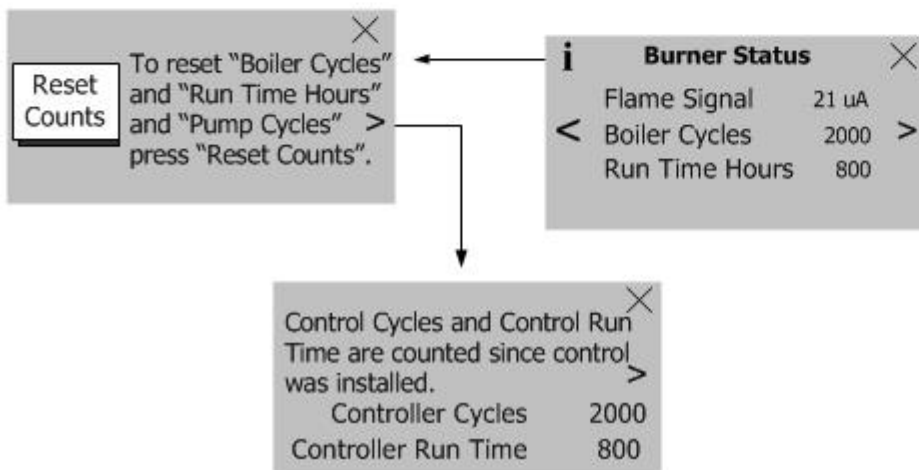 Reset
Counts
To reset “Boiler Cycles”
and “Run Time Hours”
and “Pump Cycles” >
press “Reset Counts”.
i Burner Status
Flame Signal 21 uA
< Boiler Cycles 2000 >
Run Time Hours 800
Control Cycles and Control Run
Time are counted since control
was installed. >
Controller Cycles 2000
Controller Run Time 800